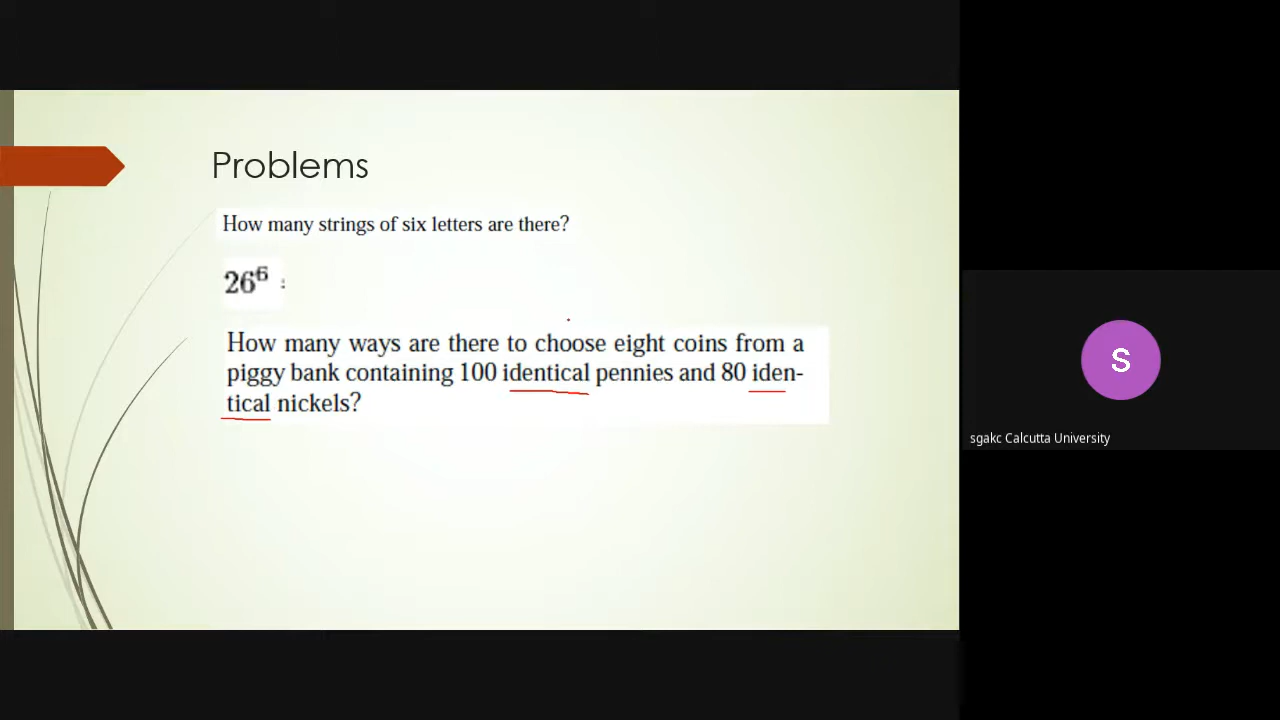 Problems
How many strings of six letters are there?
26⁶ :
How many ways are there to choose eight coins from a
piggy bank containing 100 identical pennies and 80 iden-
tical nickels?
S
sgakc Calcutta University